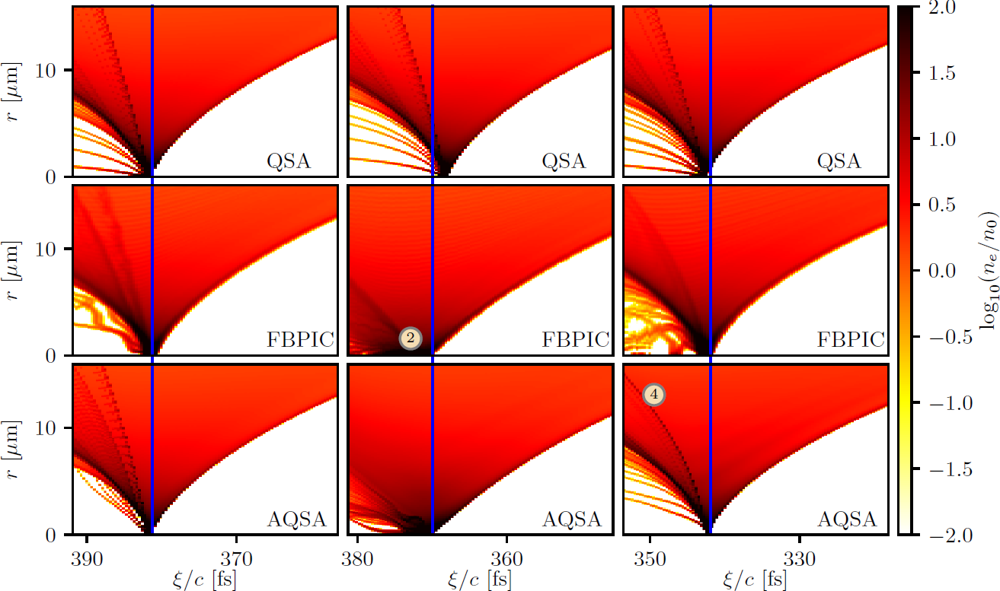 r [μm]
10
0
QSA
QSA
QSA
r [μm]
10
0
FBPIC
2
FBPIC
FBPIC
r [μm]
10
0
AQSA
AQSA
4
AQSA
390
370
380
360
350
330
ξ/c [fs]
ξ/c [fs]
ξ/c [fs]
2.0
1.5
1.0
0.5
0.0
−0.5
−1.0
−1.5
−2.0
log₁₀(nₑ/n₀)